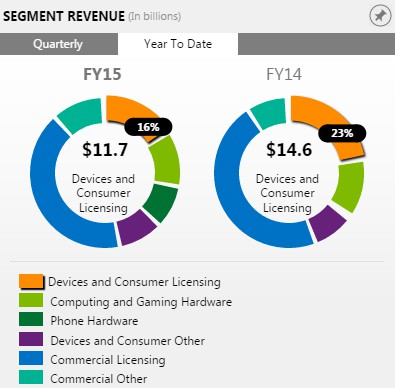 SEGMENT REVENUE (In billions)
Quarterly Year To Date
FY15 FY14
16% 23%
$11.7 $14.6
Devices and Devices and
Consumer Consumer
Licensing Licensing
Devices and Consumer Licensing
Computing and Gaming Hardware
Phone Hardware
Devices and Consumer Other
Commercial Licensing
Commercial Other